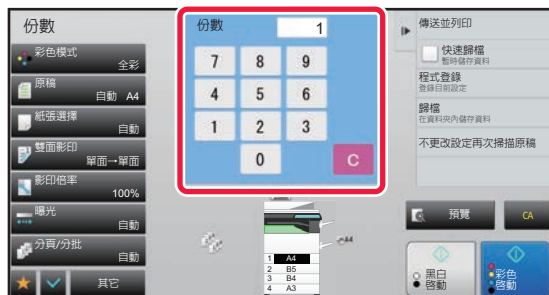 份數
彩色模式
全彩
原稿
自動 A4
紙張選擇
自動
雙面影印
單面→單面
影印倍率
100%
曝光
自動
分頁/分批
自動
其它
份數
1
7 8 9
4 5 6
1 2 3
0 C
1 A4
2 B5
3 B4
4 A3
A4
傳送並列印
快速歸檔
暫時儲存資料
程式登錄
登錄目前設定
歸檔
在資料夾內儲存資料
不更改設定再次掃描原稿
預覽
CA
黑白
啓動
彩色
啓動